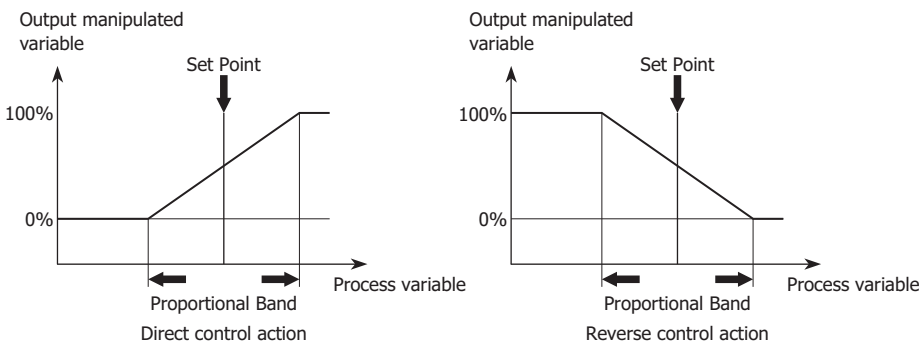 Output manipulated
variable
Set Point
100%
0%
Process variable
Proportional Band
Direct control action
Output manipulated
variable
Set Point
100%
0%
Process variable
Proportional Band
Reverse control action